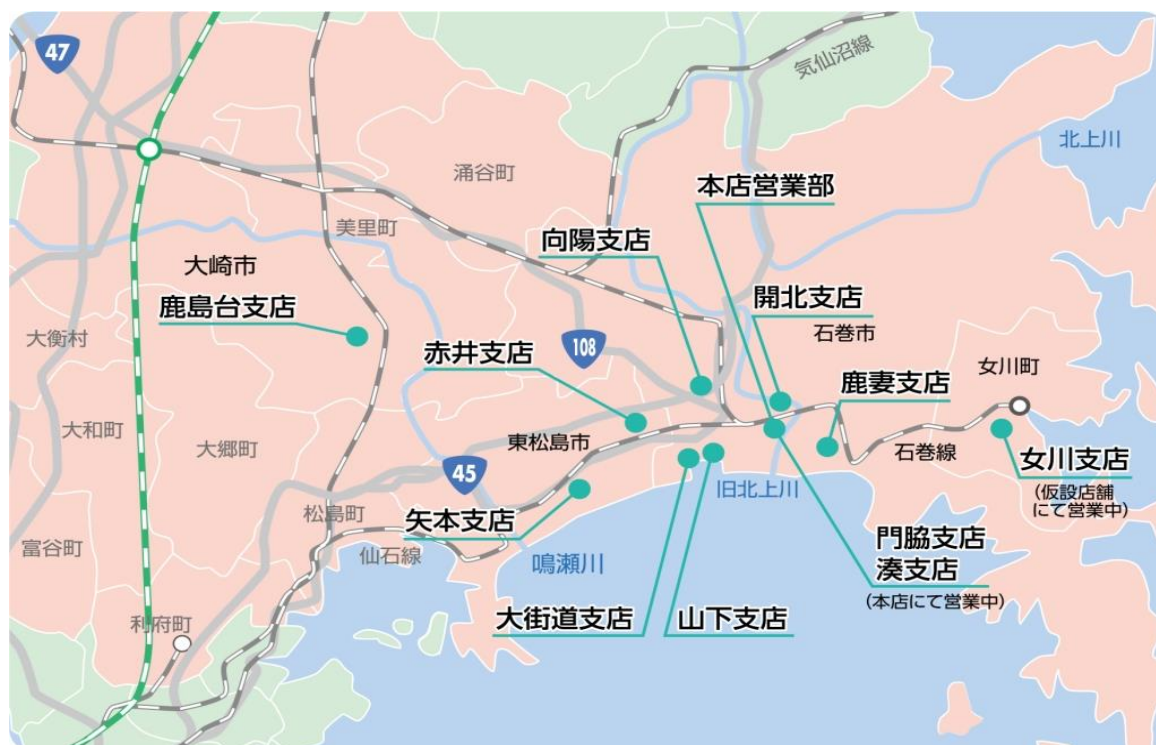 47
気仙沼線
北上川
涌谷町
本店営業部
美里町
向陽支店
大崎市
鹿島台支店
開北支店
石巻市
大衡村
赤井支店
108
女川町
鹿妻支店
大和町
大郷町
東松島市
石巻線
女川支店
(仮設店舗
にて営業中)
45
旧北上川
松島町
矢本支店
富谷町
仙石線
鳴瀬川
門脇支店
湊支店
(本店にて営業中)
大街道支店
山下支店
利府町